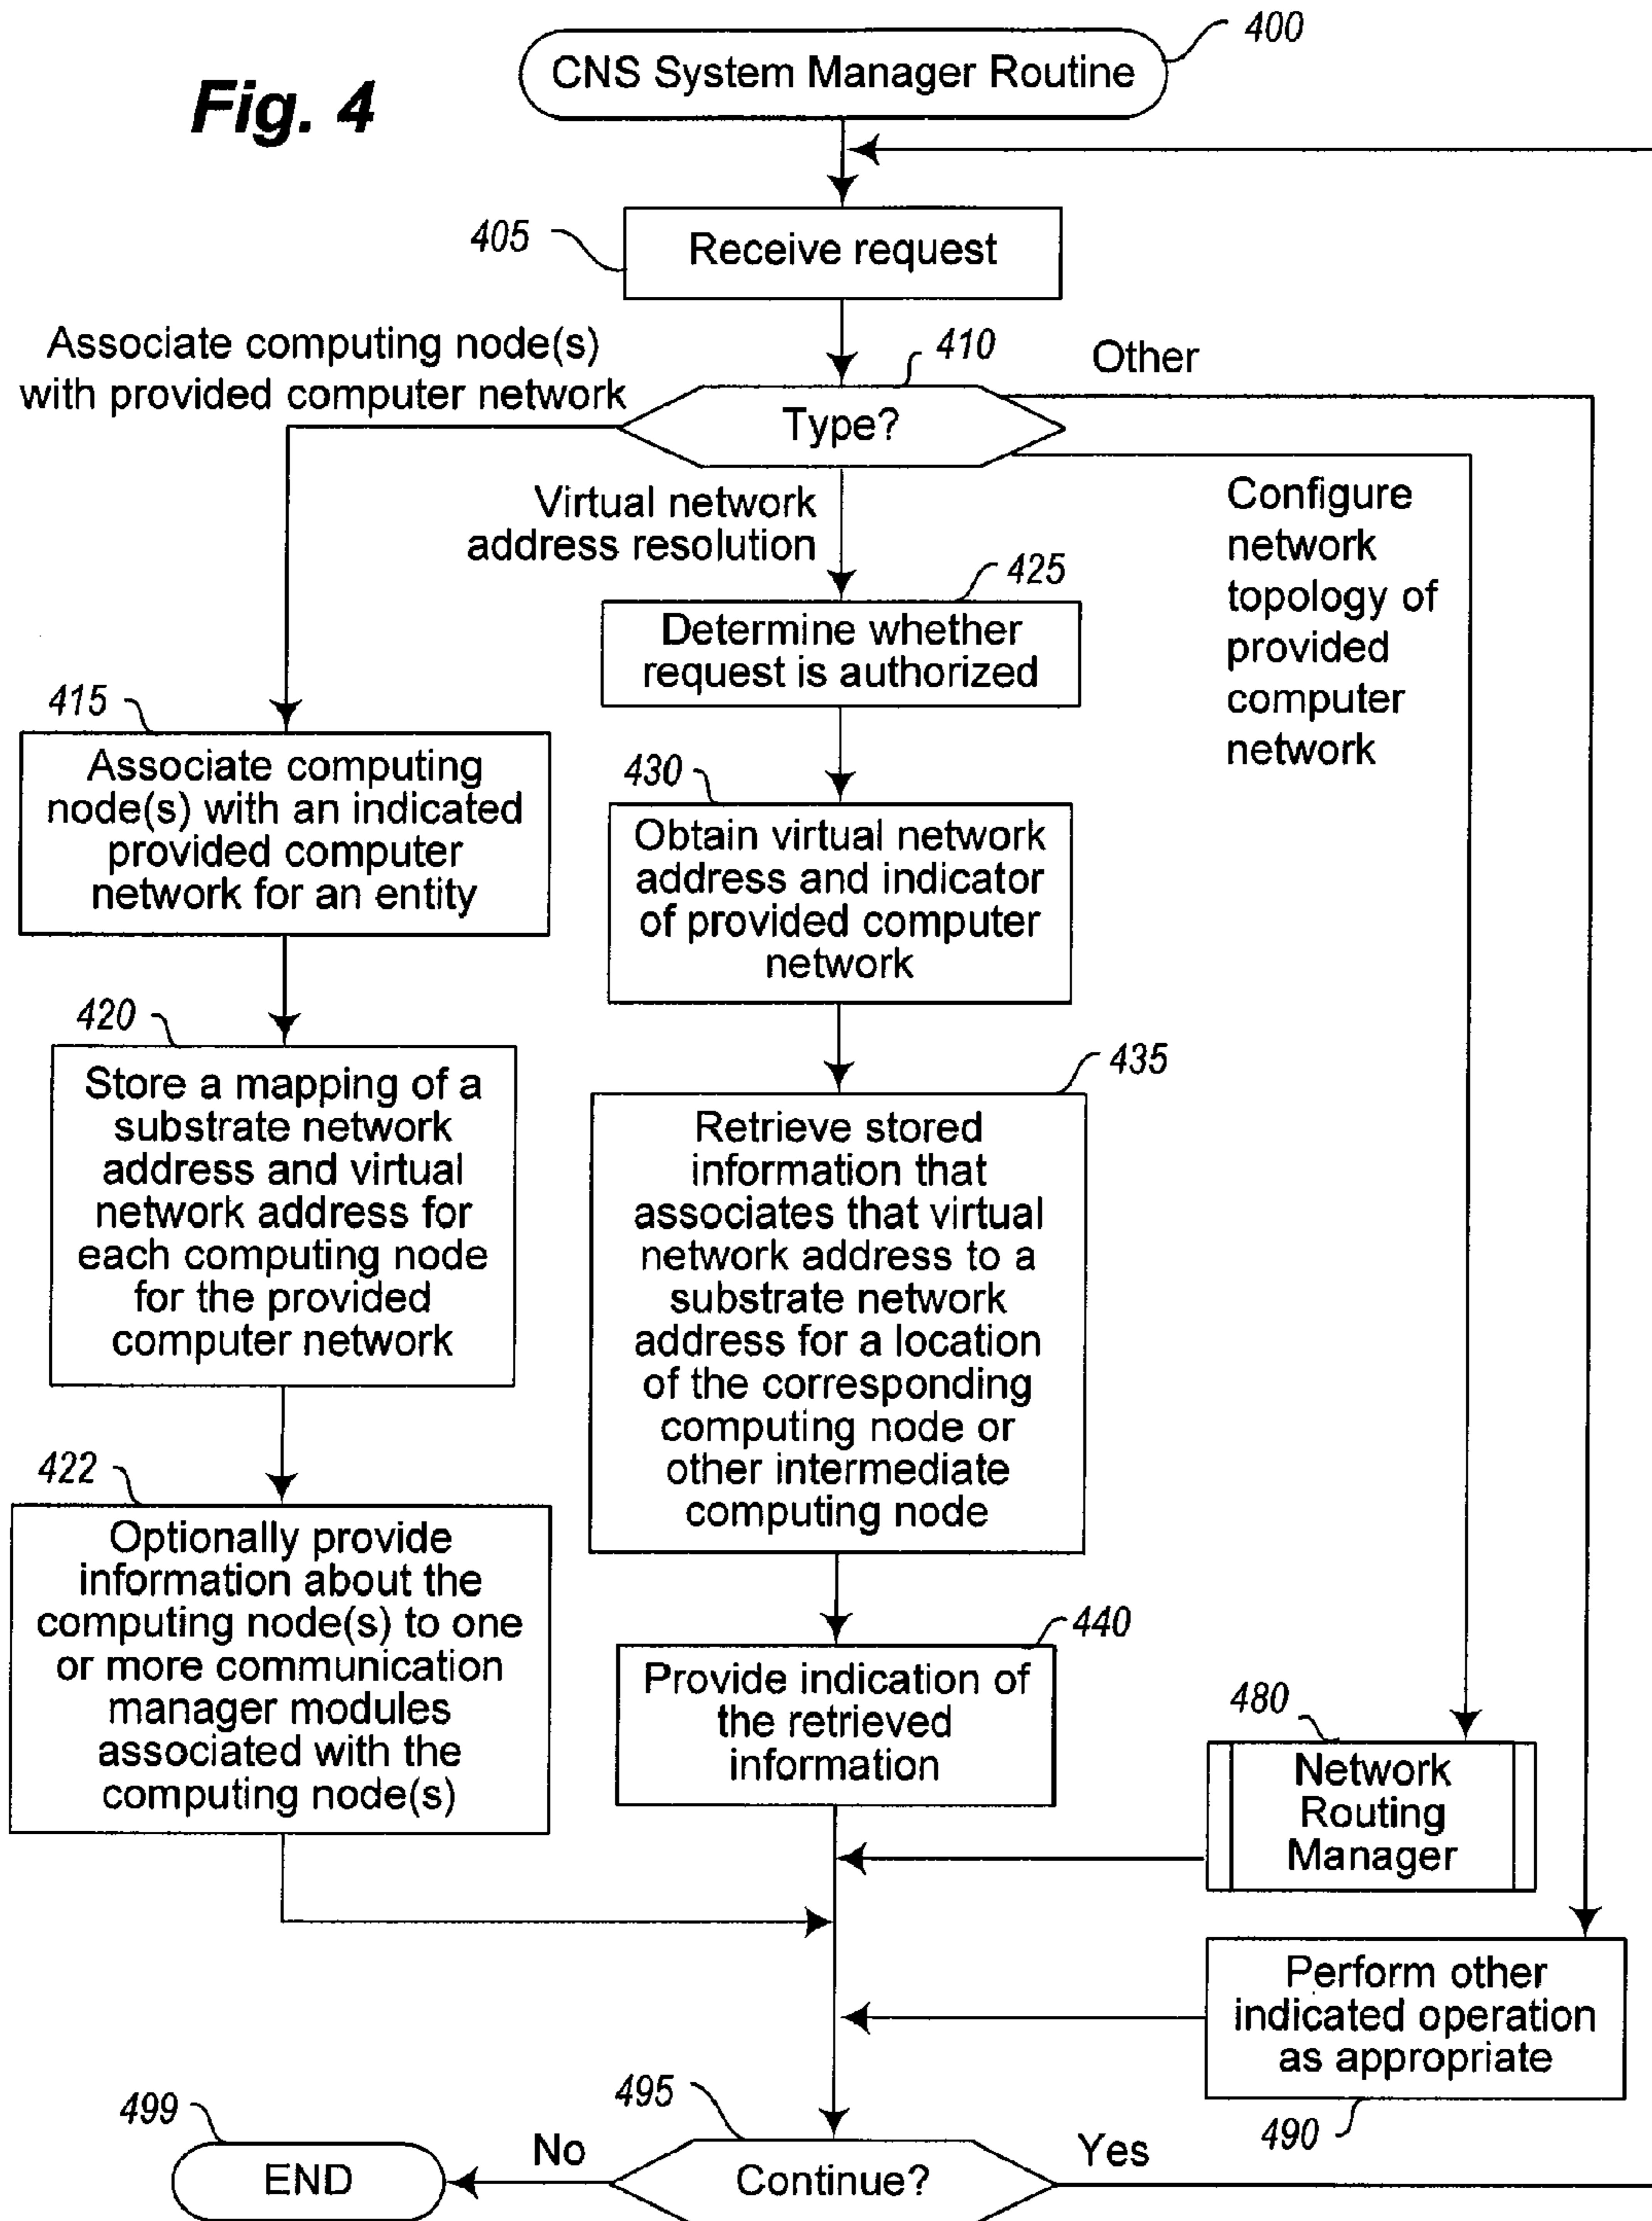 Fig. 4
400
CNS System Manager Routine
405
Receive request
Associate computing node(s)
with provided computer network
410
Other
Type?
Virtual network
address resolution
Configure
network
topology of
provided
computer
network
425
Determine whether
request is authorized
415
Associate computing
node(s) with an indicated
provided computer
network for an entity
430
Obtain virtual network
address and indicator
of provided computer
network
420
Store a mapping of a
substrate network
address and virtual
network address for
each computing node
for the provided
computer network
435
Retrieve stored
information that
associates that virtual
network address to a
substrate network
address for a location
of the corresponding
computing node or
other intermediate
computing node
422
Optionally provide
information about the
computing node(s) to one
or more communication
manager modules
associated with the
computing node(s)
440
Provide indication of
the retrieved
information
480
Network
Routing
Manager
Perform other
indicated operation
as appropriate
490
495
Continue?
Yes
No
499
END